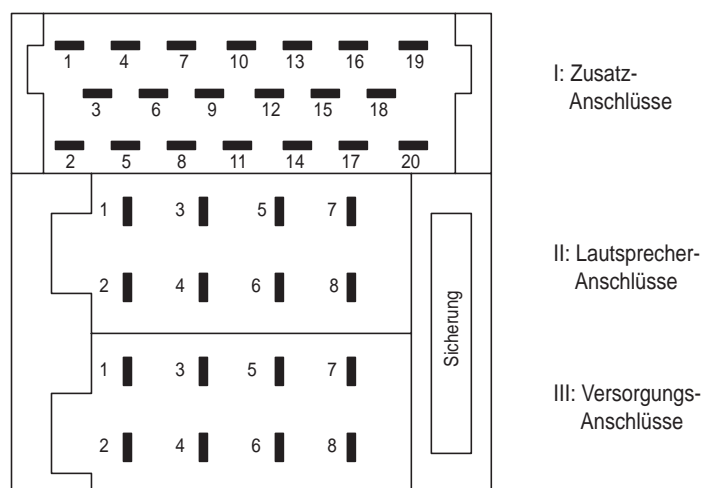 1 4 7 10 13 16 19
I: Zusatz-
Anschlüsse
3 6 9 12 15 18
2 5 8 11 14 17 20
1 3 5 7
2 4 6 8
II: Lautsprecher-
Anschlüsse
Sicherung
1 3 5 7
2 4 6 8
III: Versorgungs-
Anschlüsse